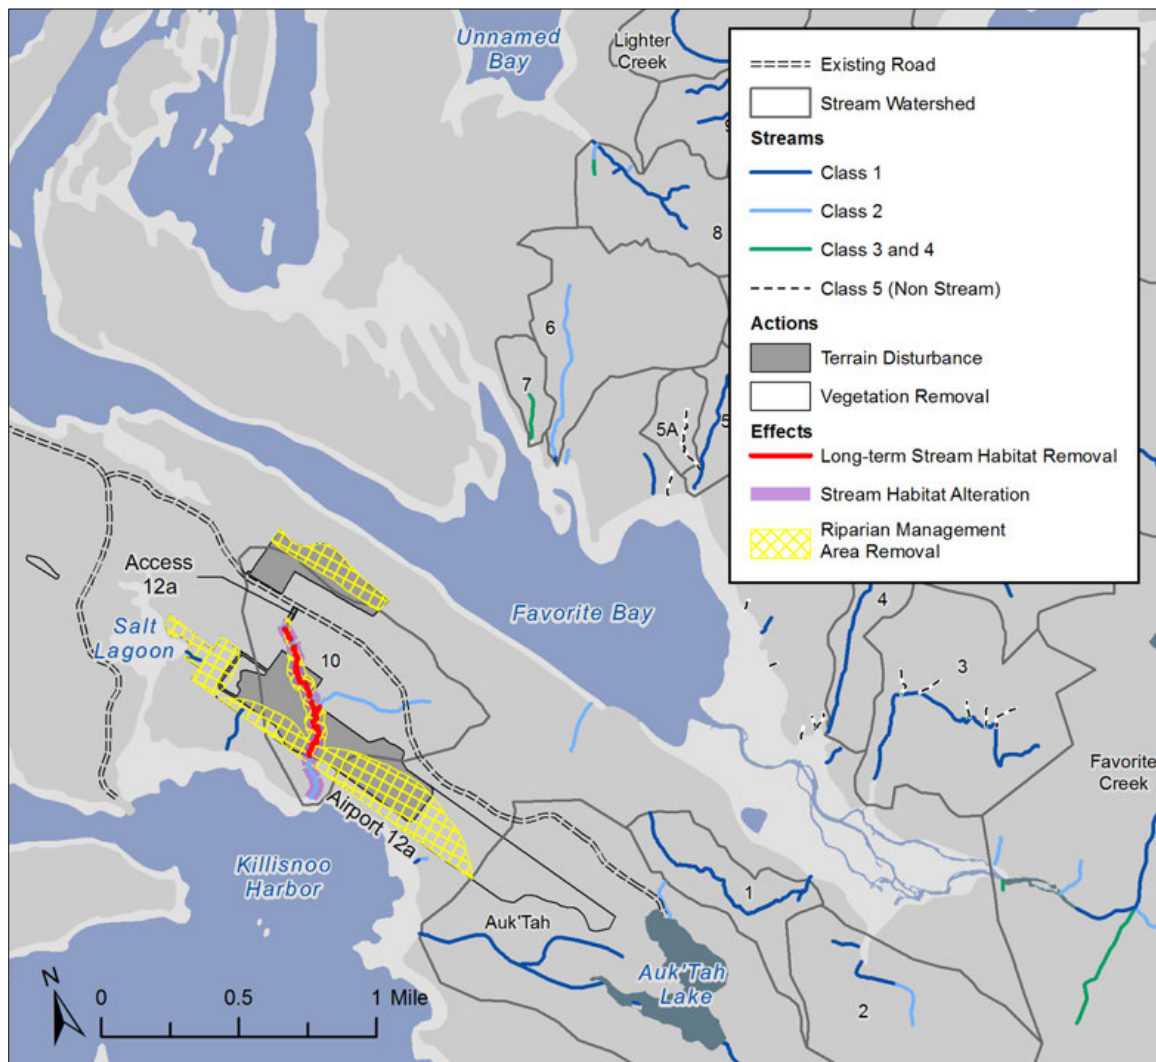 Unnamed
Bay
Lighter
Creek
9
8
6
7
5A
5
Existing Road
Stream Watershed
Streams
Class 1
Class 2
Class 3 and 4
Class 5 (Non Stream)
Actions
Terrain Disturbance
Vegetation Removal
Effects
Long-term Stream Habitat Removal
Stream Habitat Alteration
Riparian Management
Area Removal
Access
12a
Salt
Lagoon
10
Favorite Bay
4
3
Favorite
Creek
Airport 12a
Killisnoo
Harbor
1
Auk'Tah
Auk'Tah
Lake
2
N
0 0.5 1 Mile